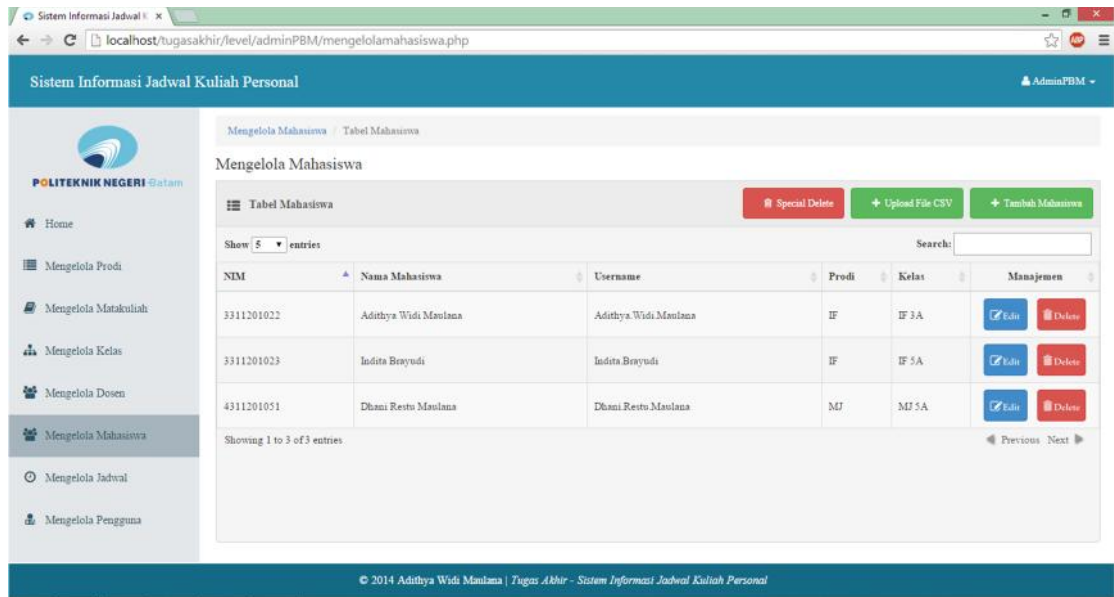 Sistem Informasi Jadwal K
localhost/tugasakhir/level/adminPBM/mengelolamahasiswa.php
ABP
Sistem Informasi Jadwal Kuliah Personal
AdminPBM
POLITEKNIK NEGERI Batam
Home
Mengelola Prodi
Mengelola Matakuliah
Mengelola Kelas
Mengelola Dosen
Mengelola Mahasiswa
Mengelola Jadwal
Mengelola Pengguna
Mengelola Mahasiswa / Tabel Mahasiswa
Mengelola Mahasiswa
Tabel Mahasiswa
Special Delete
+ Upload File CSV
+ Tambah Mahasiswa
Show 5 entries
Search:
NIM Nama Mahasiswa Username Prodi Kelas Manajemen
3311201022 Adithya Widi Maulana Adithya.Widi.Maulana IF IF 3A Edit Delete
3311201023 Indita Brayudi Indita.Brayudi IF IF 5A Edit Delete
4311201051 Dhani Restu Maulana Dhani.Restu.Maulana MJ MJ 5A Edit Delete
Showing 1 to 3 of 3 entries
Previous Next
© 2014 Adithya Widi Maulana | Tugas Akhir - Sistem Informasi Jadwal Kuliah Personal